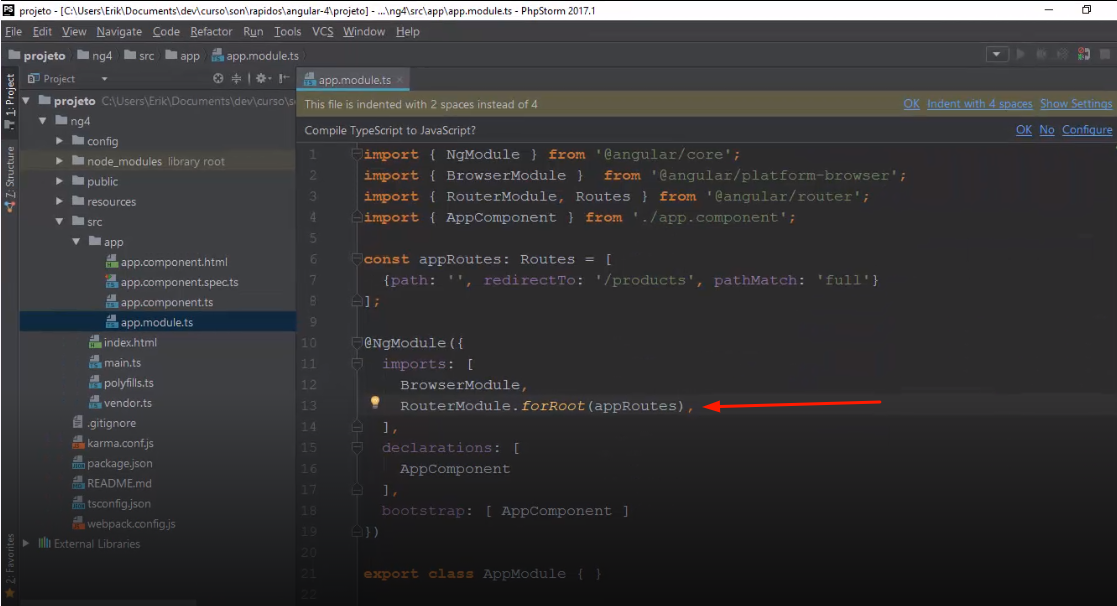 projeto - [C:\Users\Erik\Documents\dev\curso\son\rapidos\angular-4\projeto] - ...\ng4\src\app\app.module.ts - PhpStorm 2017.1
File Edit View Navigate Code Refactor Run Tools VCS Window Help
projeto ng4 src app app.module.ts
1: Project
Z: Structure
2: Favorites
Project
projeto C:\Users\Erik\Documents\dev\curso\so
ng4
config
node_modules library root
public
resources
src
app
app.component.html
app.component.spec.ts
app.component.ts
app.module.ts
index.html
main.ts
polyfills.ts
vendor.ts
.gitignore
karma.conf.js
package.json
README.md
tsconfig.json
webpack.config.js
External Libraries
app.module.ts
This file is indented with 2 spaces instead of 4 OK Indent with 4 spaces Show Settings
Compile TypeScript to JavaScript? OK No Configure
1 import { NgModule } from '@angular/core';
2 import { BrowserModule }  from '@angular/platform-browser';
3 import { RouterModule, Routes } from '@angular/router';
4 import { AppComponent } from './app.component';
5
6 const appRoutes: Routes = [
7   {path: '', redirectTo: '/products', pathMatch: 'full'}
8 ];
9
10 @NgModule({
11   imports: [
12     BrowserModule,
13     RouterModule.forRoot(appRoutes),
14   ],
15   declarations: [
16     AppComponent
17   ],
18   bootstrap: [ AppComponent ]
19 })
20
21 export class AppModule { }
22